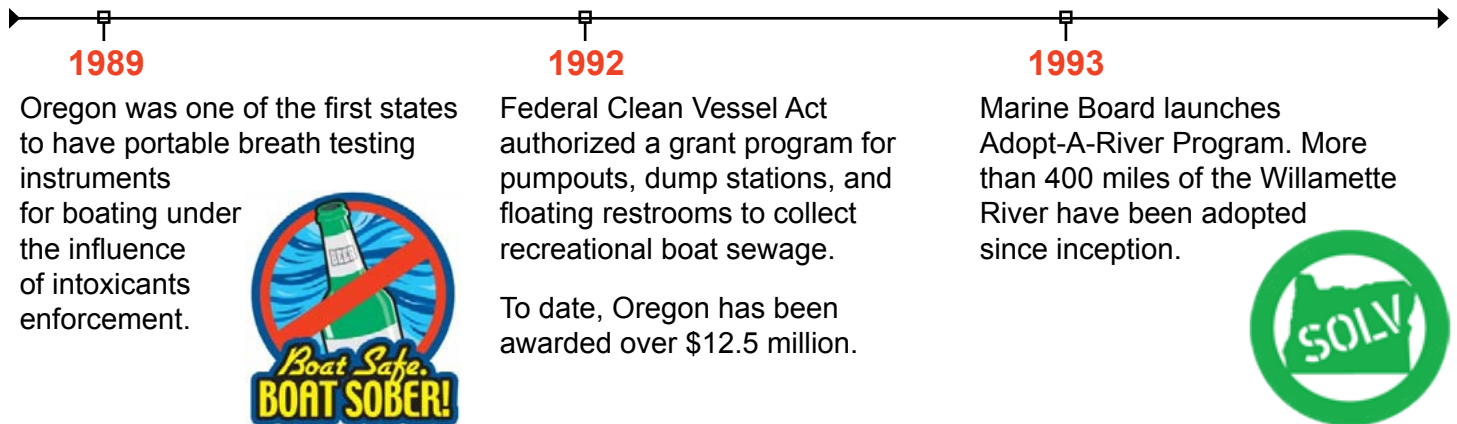 1989
Oregon was one of the first states
to have portable breath testing
instruments
for boating under
the influence
of intoxicants
enforcement.
BEER
Boat Safe.
BOAT SOBER!
1992
Federal Clean Vessel Act
authorized a grant program for
pumpouts, dump stations, and
floating restrooms to collect
recreational boat sewage.
To date, Oregon has been
awarded over $12.5 million.
1993
Marine Board launches
Adopt-A-River Program. More
than 400 miles of the Willamette
River have been adopted
since inception.
SOLV